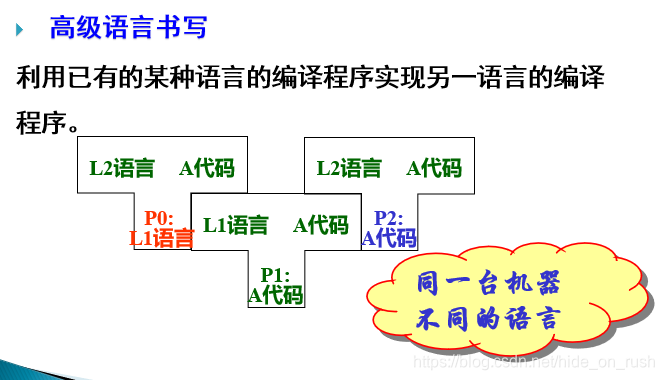 高级语言书写
利用已有的某种语言的编译程序实现另一语言的编译
程序。
L2语言 A代码
L2语言 A代码
P0:
L1语言
L1语言 A代码
P2:
A代码
P1:
A代码
同一台机器
不同的语言
https://blog.csdn.net/hide_on_rush